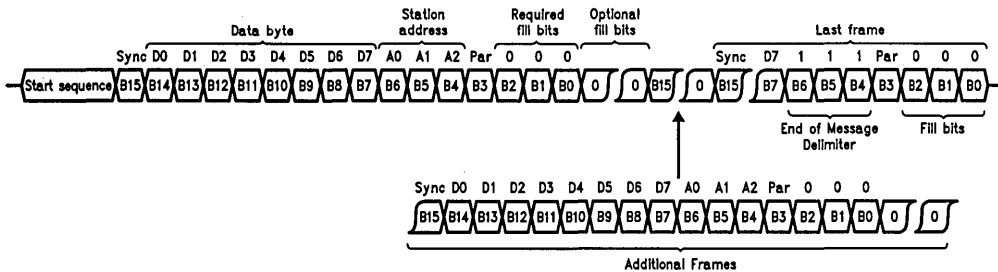 Station address
Required fill bits
Optional fill bits
Data byte
Last frame
Sync D0 D1 D2 D3 D4 D5 D6 D7 A0 A1 A2 Par 0 0 0
Sync D7 1 1 1 Par 0 0 0
Start sequence B15 B14 B13 B12 B11 B10 B9 B8 B7 B6 B5 B4 B3 B2 B1 B0 0 0 B15 0 B15 B7 B6 B5 B4 B3 B2 B1 B0
End of Message Delimiter
Fill bits
Sync D0 D1 D2 D3 D4 D5 D6 D7 A0 A1 A2 Par 0 0 0
B15 B14 B13 B12 B11 B10 B9 B8 B7 B6 B5 B4 B3 B2 B1 B0 0 0
Additional Frames